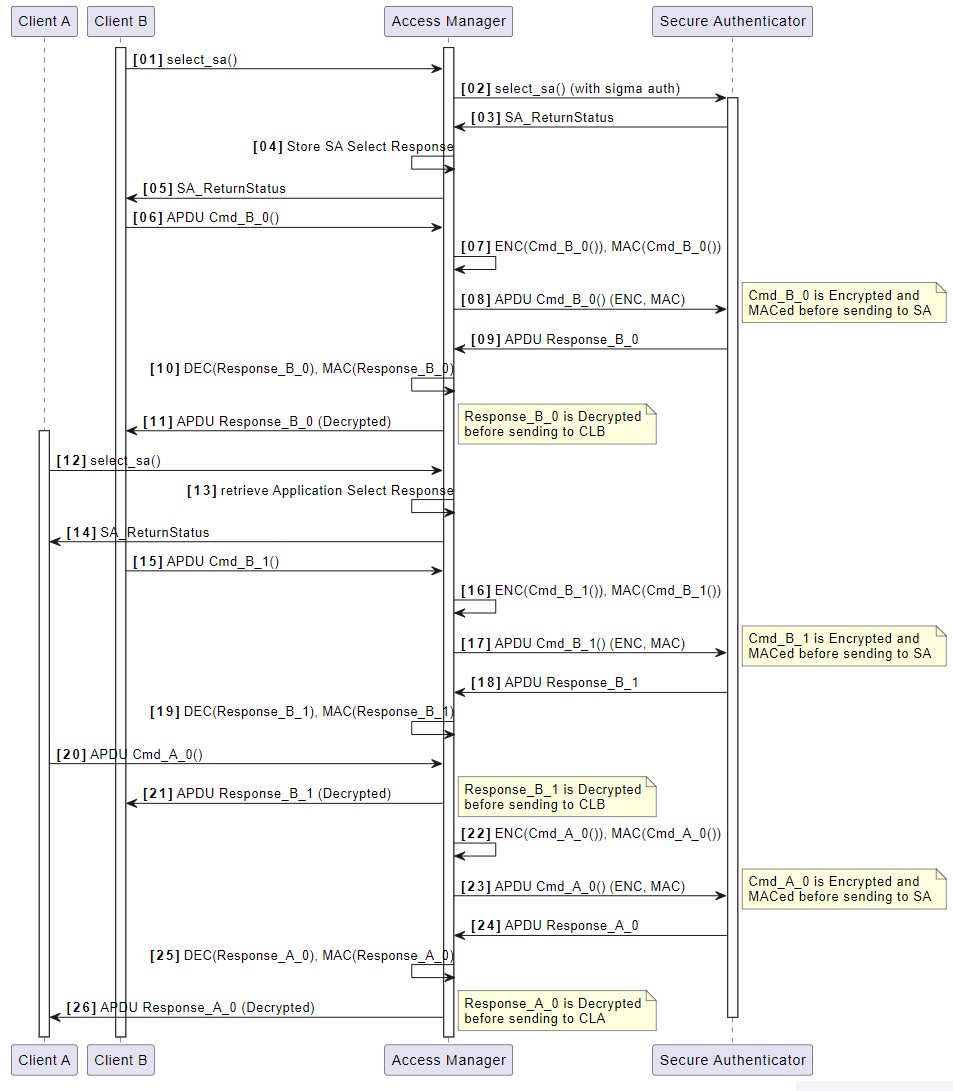 Client A
Client B
Access Manager
Secure Authenticator
[01] select_sa()
[02] select_sa() (with sigma auth)
[03] SA_ReturnStatus
[04] Store SA Select Response
[05] SA_ReturnStatus
[06] APDU Cmd_B_0()
[07] ENC(Cmd_B_0()), MAC(Cmd_B_0())
[08] APDU Cmd_B_0() (ENC, MAC)
Cmd_B_0 is Encrypted and
MACed before sending to SA
[09] APDU Response_B_0
[10] DEC(Response_B_0), MAC(Response_B_0)
[11] APDU Response_B_0 (Decrypted)
Response_B_0 is Decrypted
before sending to CLB
[12] select_sa()
[13] retrieve Application Select Response
[14] SA_ReturnStatus
[15] APDU Cmd_B_1()
[16] ENC(Cmd_B_1()), MAC(Cmd_B_1())
[17] APDU Cmd_B_1() (ENC, MAC)
Cmd_B_1 is Encrypted and
MACed before sending to SA
[18] APDU Response_B_1
[19] DEC(Response_B_1), MAC(Response_B_1)
[20] APDU Cmd_A_0()
[21] APDU Response_B_1 (Decrypted)
Response_B_1 is Decrypted
before sending to CLB
[22] ENC(Cmd_A_0()), MAC(Cmd_A_0())
[23] APDU Cmd_A_0() (ENC, MAC)
Cmd_A_0 is Encrypted and
MACed before sending to SA
[24] APDU Response_A_0
[25] DEC(Response_A_0), MAC(Response_A_0)
[26] APDU Response_A_0 (Decrypted)
Response_A_0 is Decrypted
before sending to CLA
Client A
Client B
Access Manager
Secure Authenticator